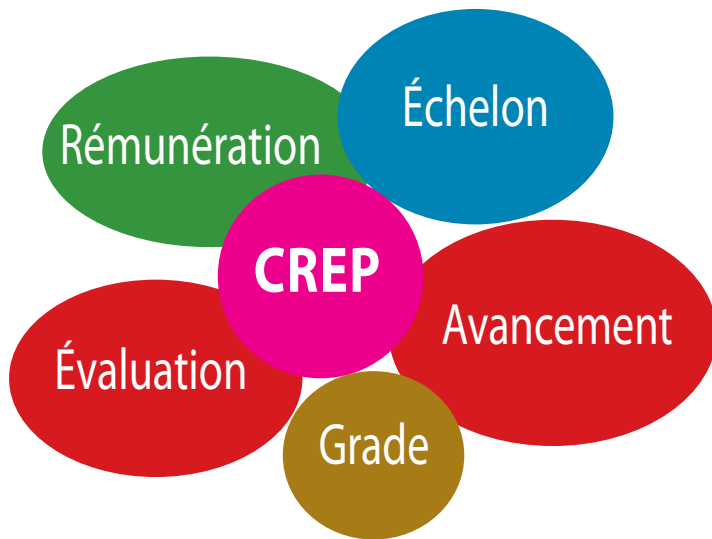 Échelon
Rémunération
CREP
Avancement
Évaluation
Grade